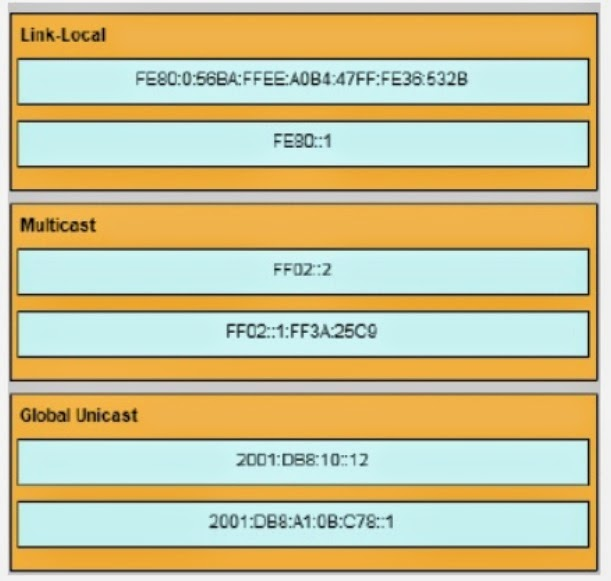 Link-Local
FE80:0:56BA:FFEE:A0B4:47FF:FE36:532B
FE80::1
Multicast
FF02::2
FF02::1:FF3A:25C9
Global Unicast
2001:DB8:10::12
2001:DB8:A1:0B:C78::1